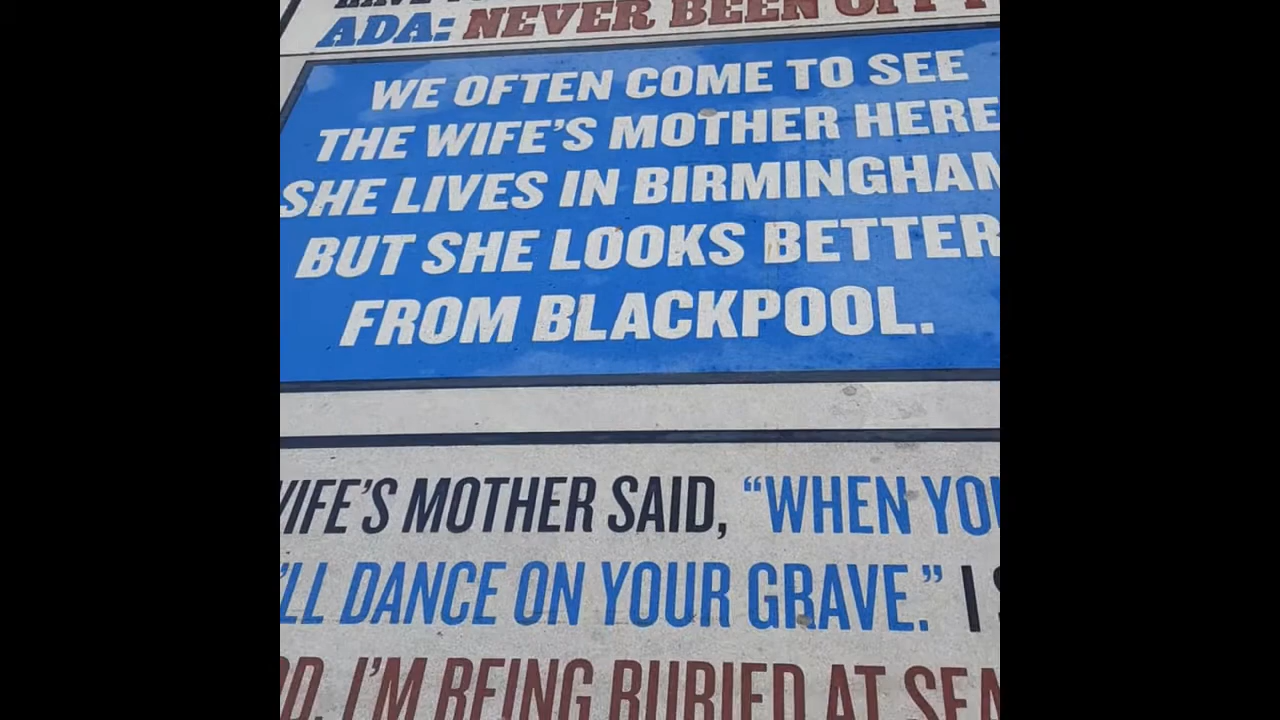 ADA: NEVER BEEN OFF
WE OFTEN COME TO SEE
THE WIFE'S MOTHER HERE
SHE LIVES IN BIRMINGHAM
BUT SHE LOOKS BETTER
FROM BLACKPOOL.
WIFE'S MOTHER SAID, "WHEN YOU
I'LL DANCE ON YOUR GRAVE." I
I'M BEING BURIED AT SEA